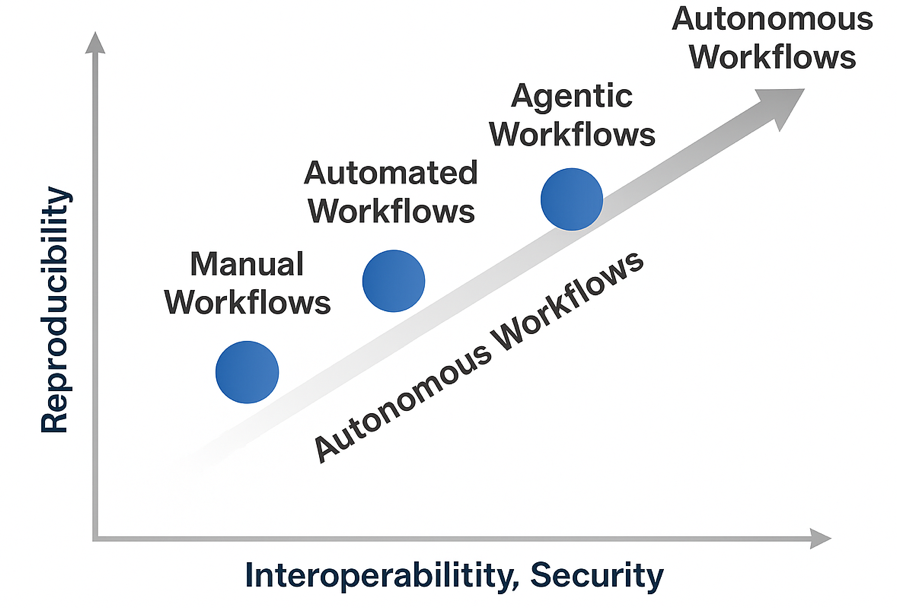 Autonomous
Workflows
Agentic
Workflows
Automated
Workflows
Manual
Workflows
Autonomous Workflows
Reproducibility
Interoperabilitity, Security